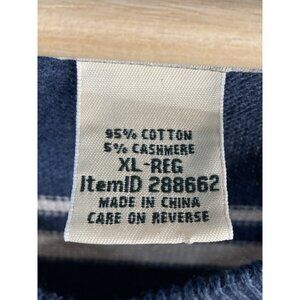 95% COTTON
5% CASHMERE
XL-REG
ItemID 288662
MADE IN CHINA
CARE ON REVERSE